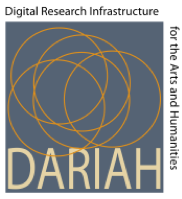 Digital Research Infrastructure
for the Arts and Humanities
DARIAH